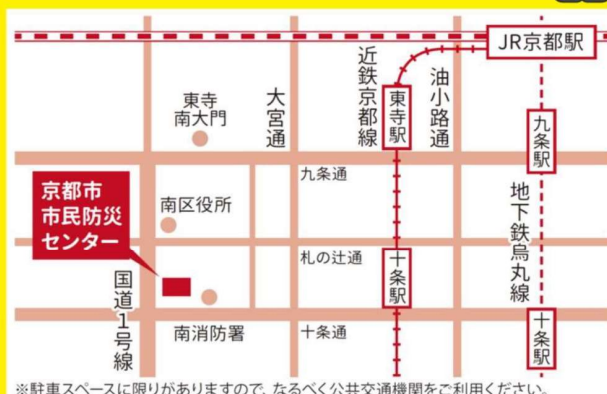 JR京都駅
近鉄京都線
油小路通
東寺駅
大宮通
東寺
南大門
九条駅
九条通
京都市
市民防災
センター
南区役所
地下鉄烏丸線
札の辻通
十条駅
国道1号線
南消防署
十条通
十条駅
※駐車スペースに限りがありますので、なるべく公共交通機関をご利用ください。